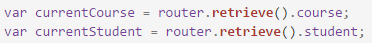 var currentCourse = router.retrieve().course;
var currentStudent = router.retrieve().student;